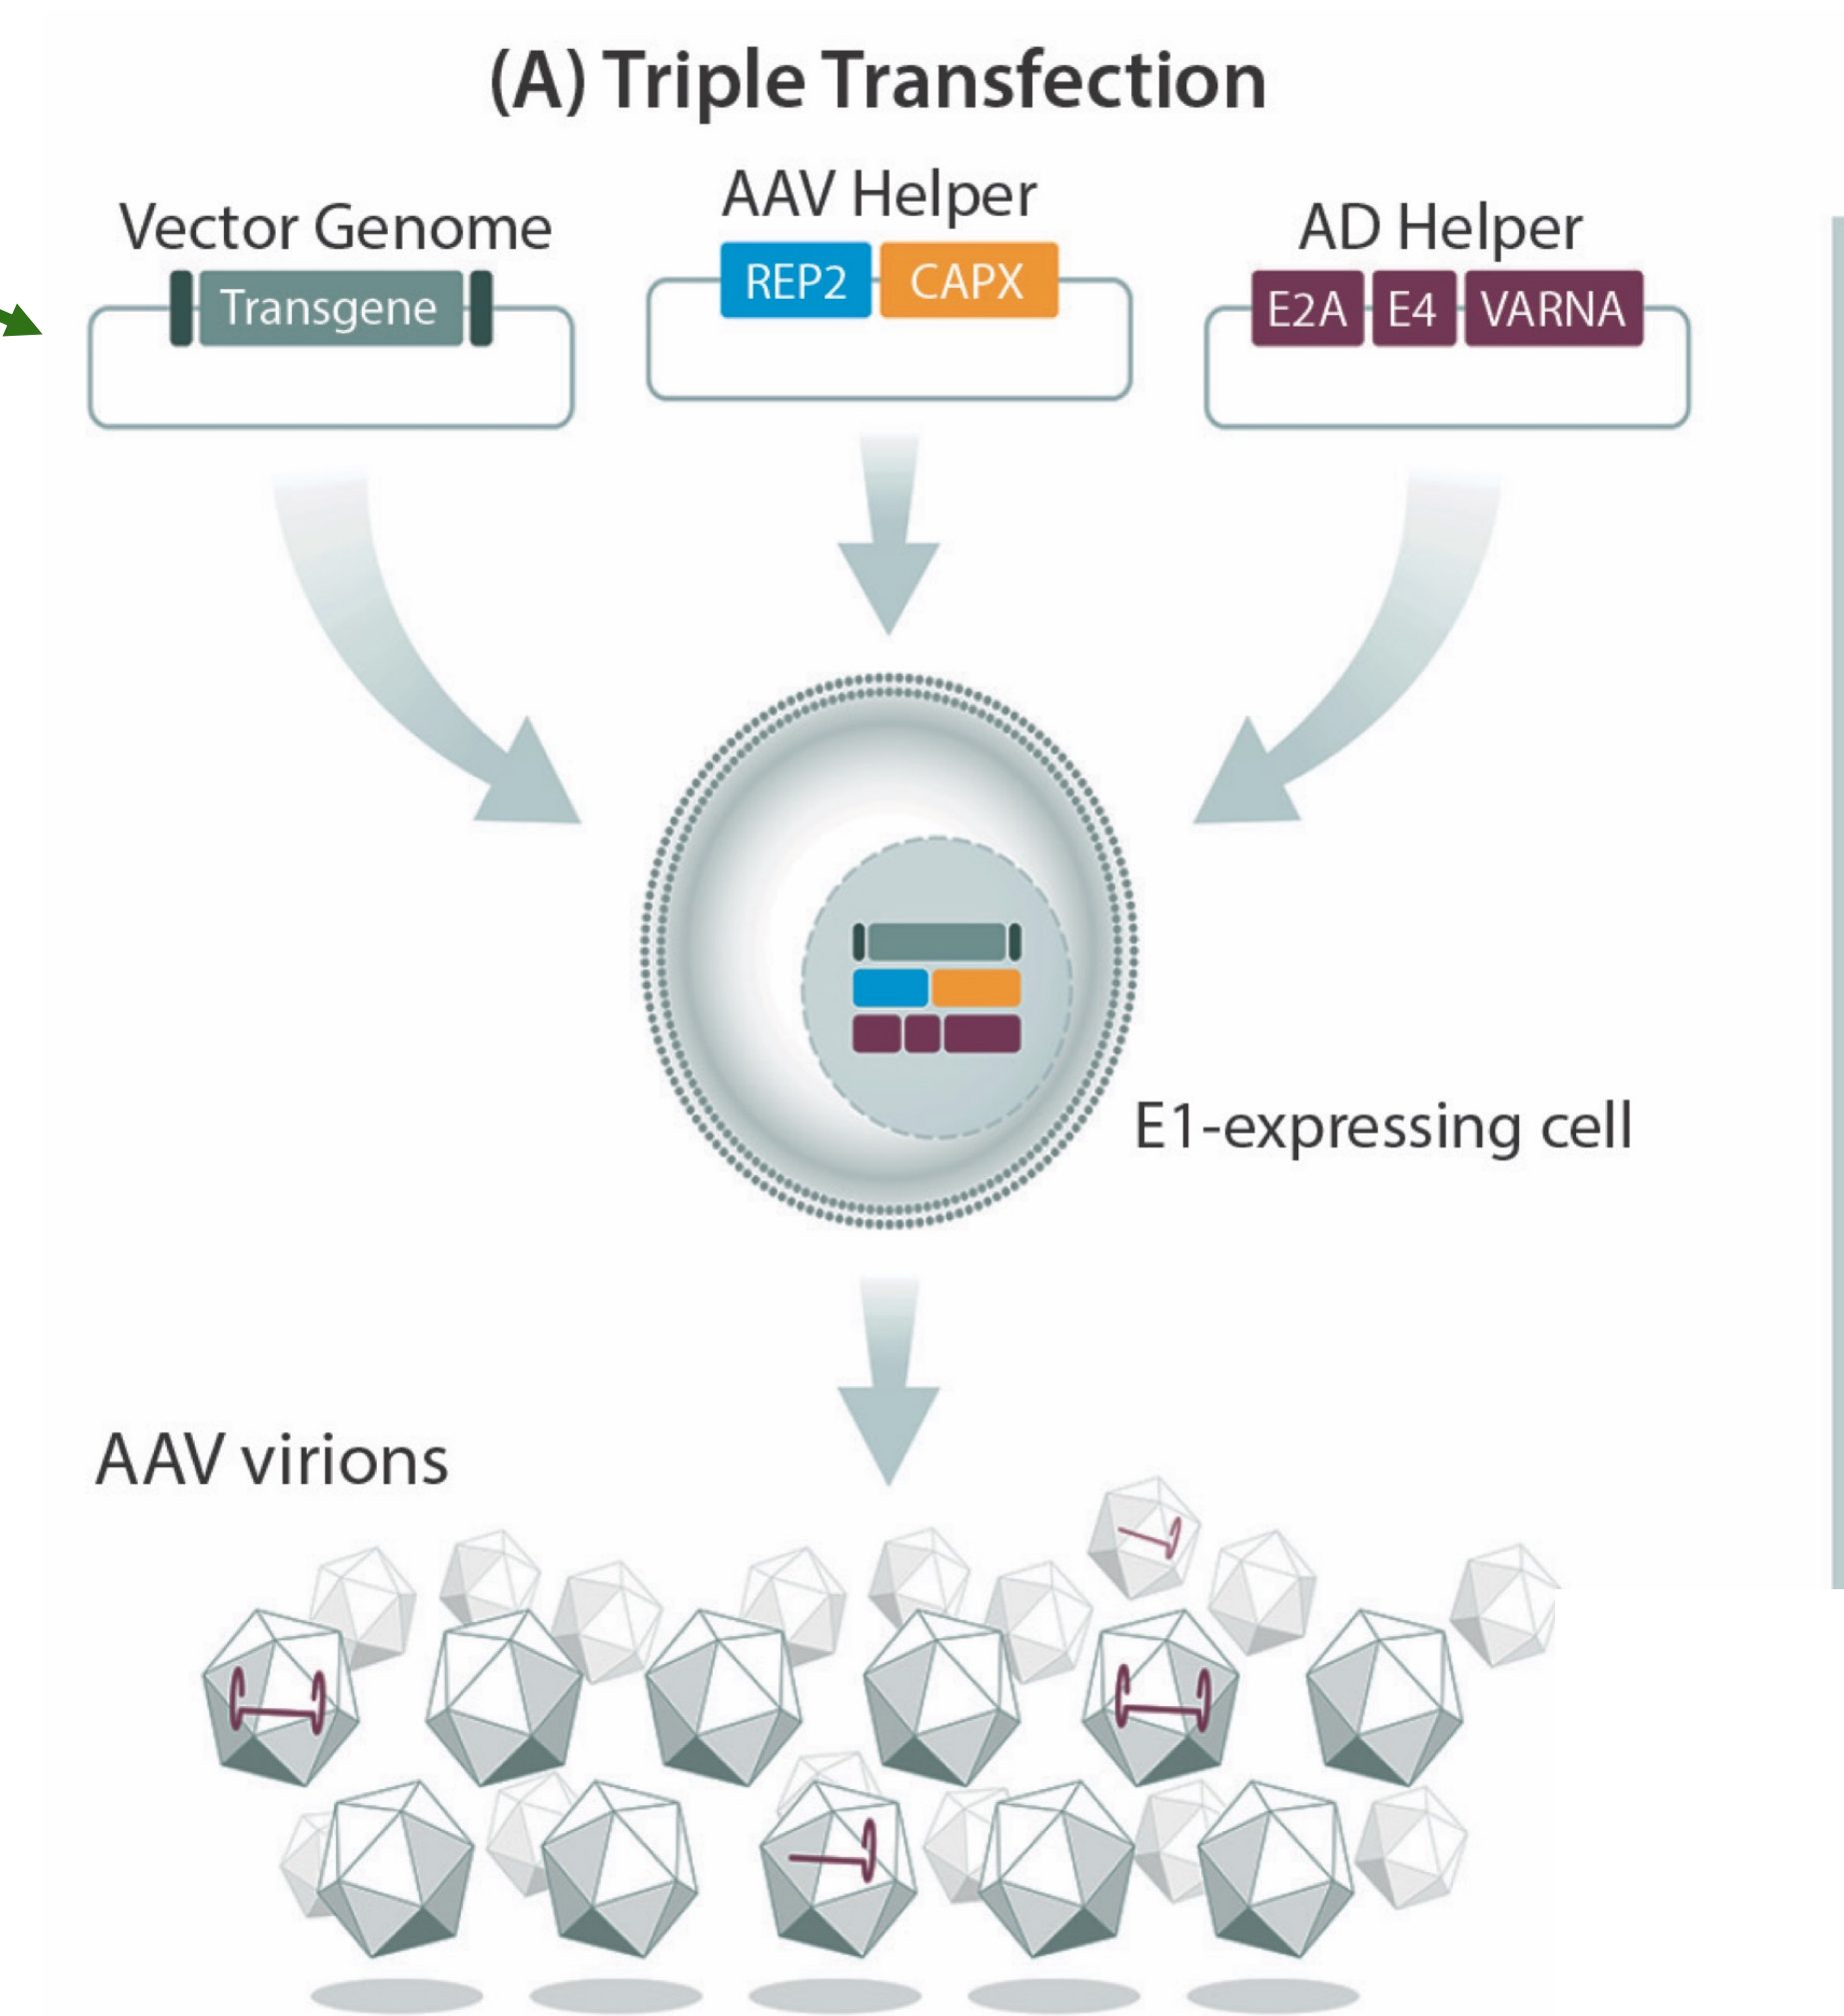 (A) Triple Transfection
Vector Genome
AAV Helper
AD Helper
Transgene
REP2 CAPX
E2A E4 VARNA
E1-expressing cell
AAV virions